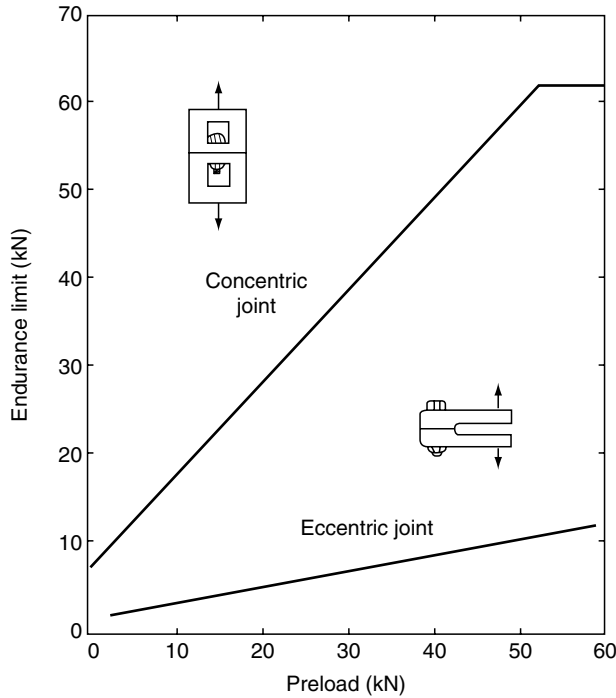 70
60
50
40
30
20
10
0
Endurance limit (kN)
Concentric
joint
Eccentric joint
0 10 20 30 40 50 60
Preload (kN)